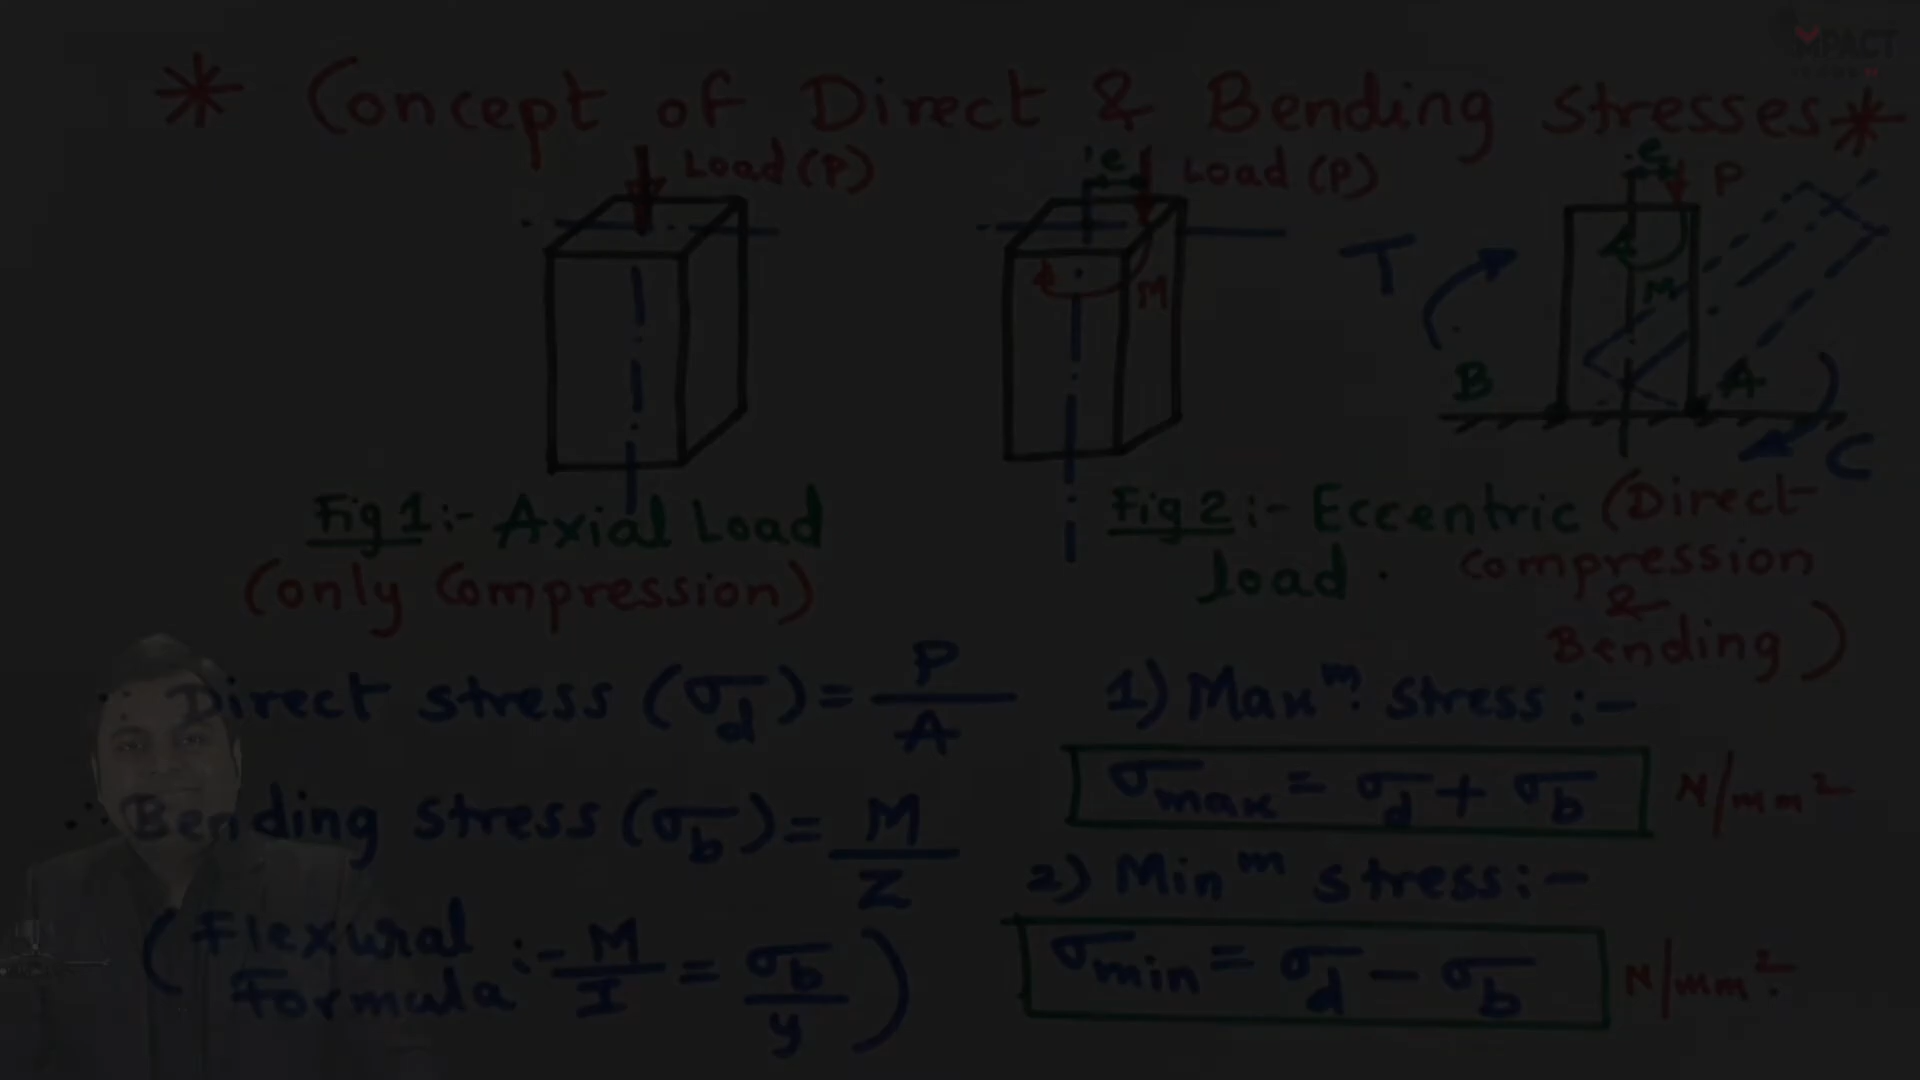 * Concept of Direct & Bending stresses *
Load (P)
e
Load (P)
e
P
M
T
M
B
A
C
Fig 1:- Axial Load
(only Compression)
Fig 2:- Eccentric load.
(Direct compression & Bending)
Direct stress (σd) = P/A
Bending stress (σb) = M/Z
(Flexural Formula:- M/I = σb/y)
1) Maxm. stress:-
σmax = σd + σb N/mm²
2) Minm stress:-
σmin = σd - σb N/mm².